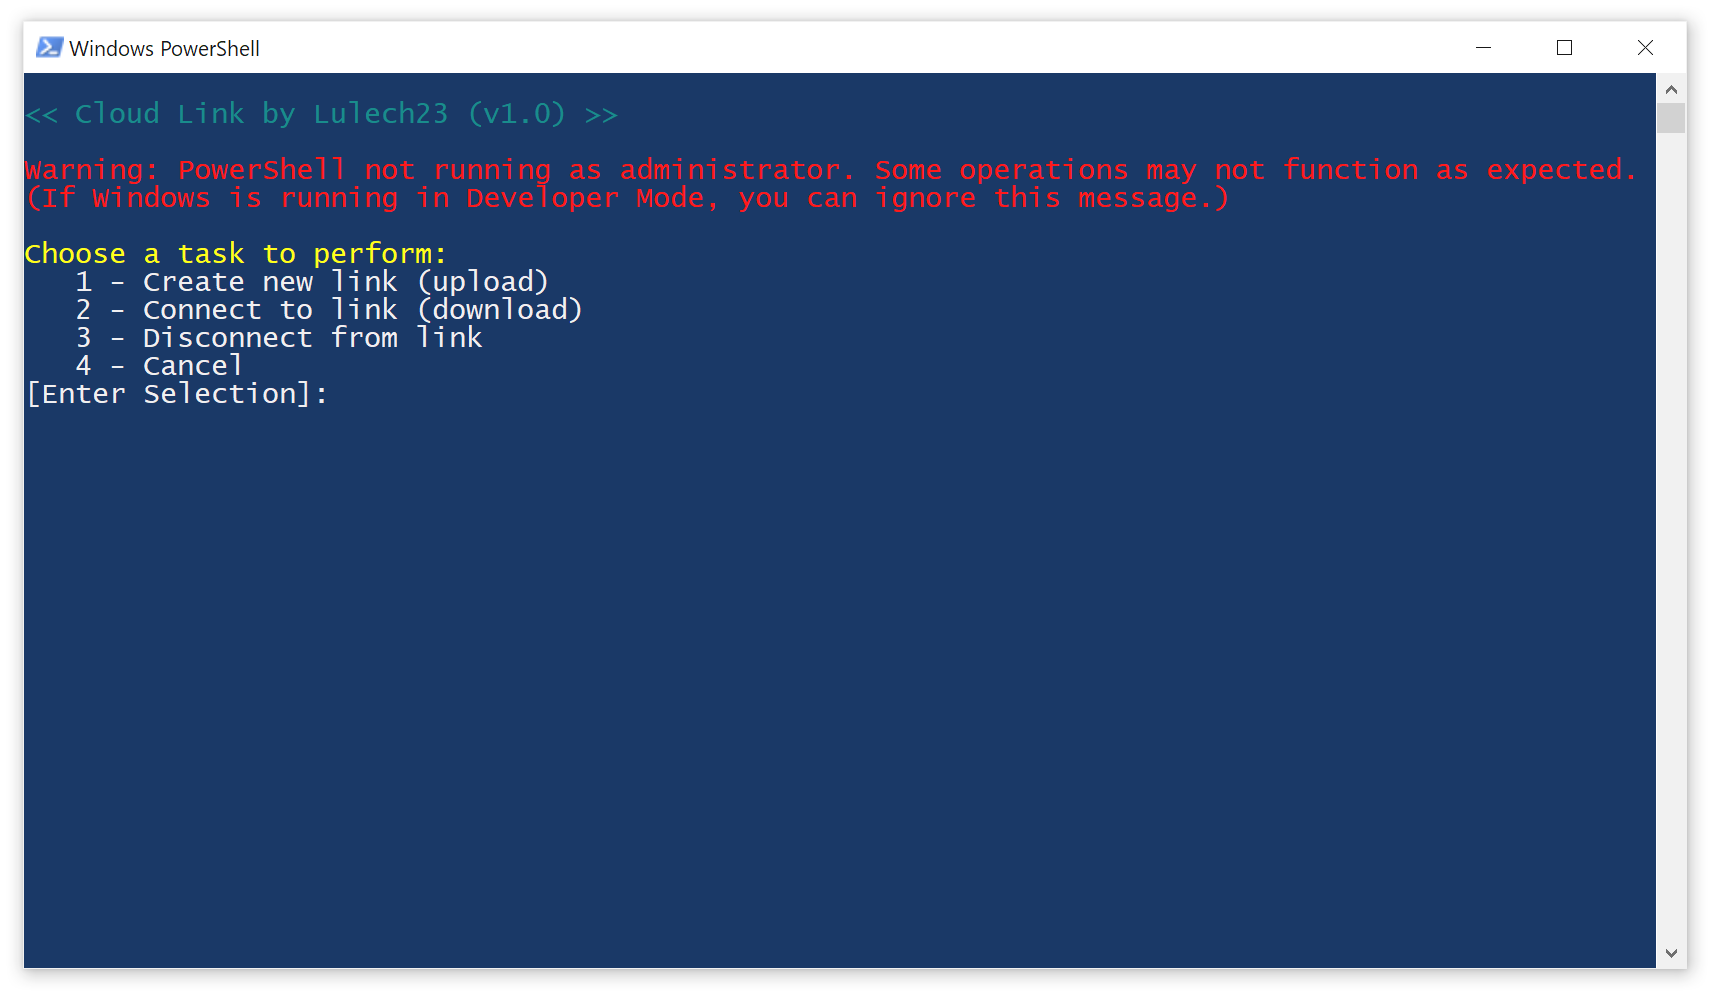 Windows PowerShell
<< Cloud Link by Lulech23 (v1.0) >>
Warning: PowerShell not running as administrator. Some operations may not function as expected.
(If Windows is running in Developer Mode, you can ignore this message.)
Choose a task to perform:
1 - Create new link (upload)
2 - Connect to link (download)
3 - Disconnect from link
4 - Cancel
[Enter Selection]: